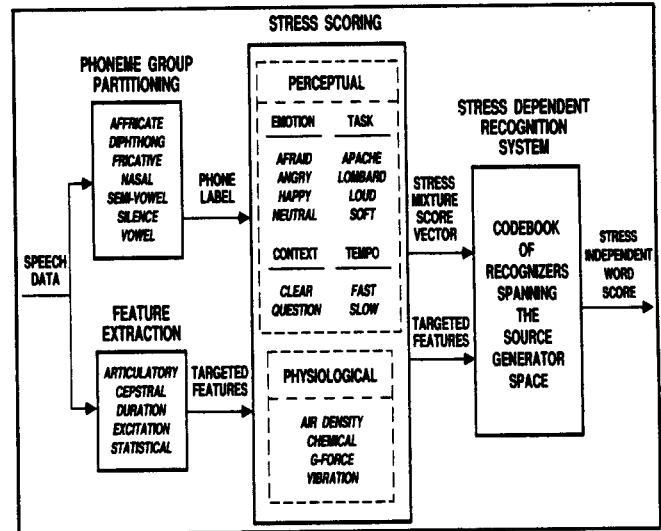 STRESS SCORING
PHONEME GROUP
PARTITIONING
AFFRICATE
DIPHTHONG
FRICATIVE
NASAL
SEMI-VOWEL
SILENCE
VOWEL
SPEECH
DATA
PHONE
LABEL
FEATURE
EXTRACTION
ARTICULATORY
CEPSTRAL
DURATION
EXCITATION
STATISTICAL
TARGETED
FEATURES
PERCEPTUAL
EMOTION TASK
AFRAID APACHE
ANGRY LOMBARD
HAPPY LOUD
NEUTRAL SOFT
CONTEXT TEMPO
CLEAR FAST
QUESTION SLOW
PHYSIOLOGICAL
AIR DENSITY
CHEMICAL
G-FORCE
VIBRATION
STRESS
MIXTURE
SCORE
VECTOR
TARGETED
FEATURES
STRESS DEPENDENT
RECOGNITION
SYSTEM
CODEBOOK
OF
RECOGNIZERS
SPANNING
THE
SOURCE
GENERATOR
SPACE
STRESS
INDEPENDENT
WORD
SCORE